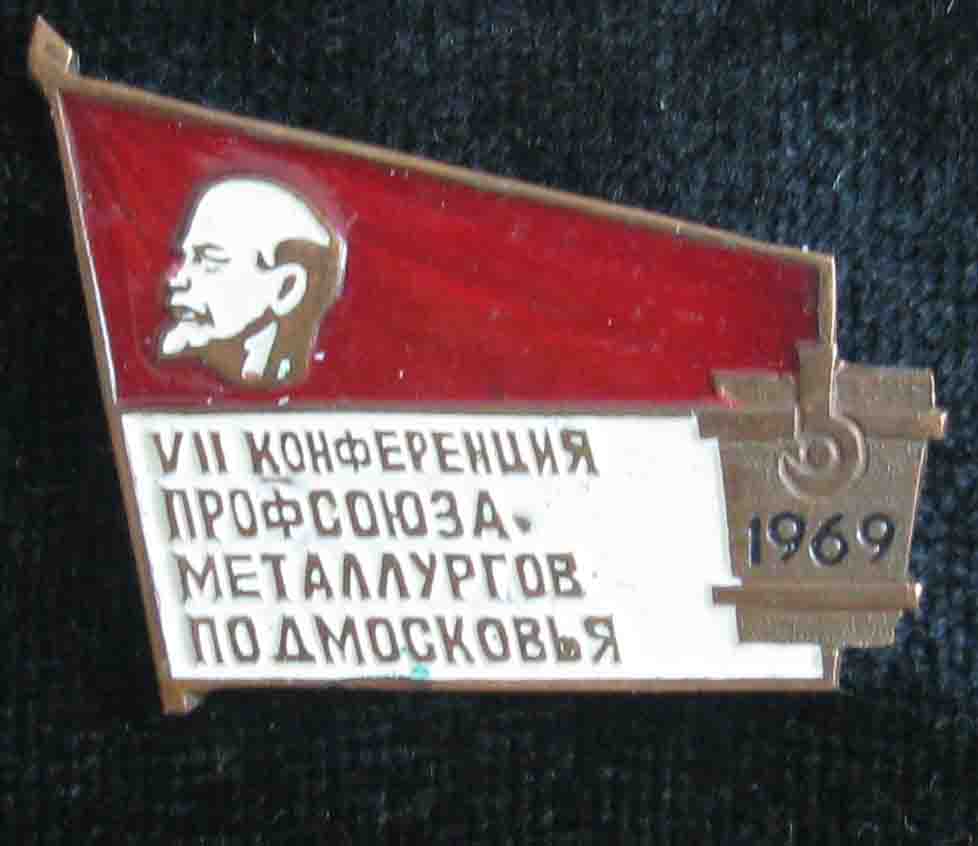 VII КОНФЕРЕНЦИЯ
ПРОФСОЮЗА
МЕТАЛЛУРГОВ
ПОДМОСКОВЬЯ
1969